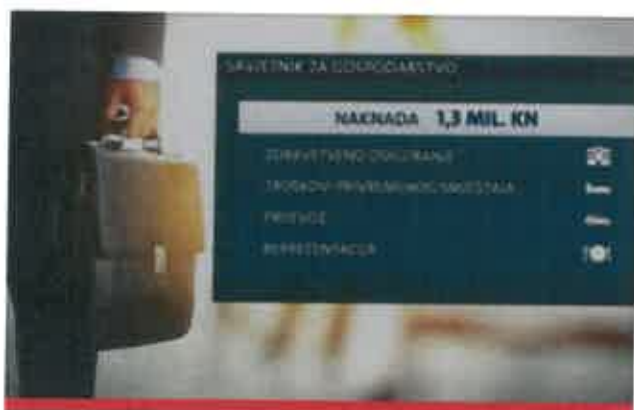 SAVJETNIK ZA GOSPODARSTVO
NAKNADA 1,3 MIL. KN
ZDRAVSTVENO OSIGURANJE
TROŠKOVI PRIVREMENOG SMJEŠTAJA
PRIJEVOZ
REPREZENTACIJA